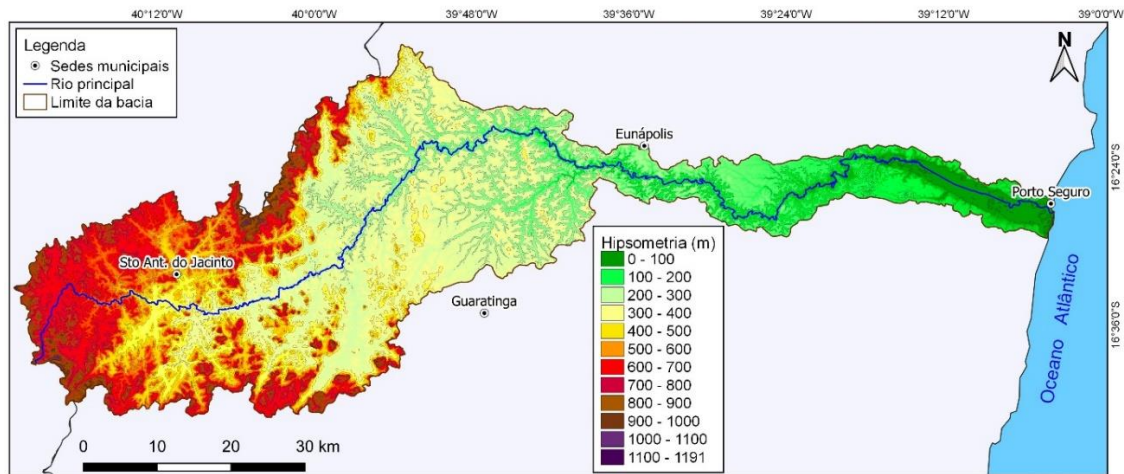 40°12'0"W
40°00'0"W
39°48'0"W
39°36'0"W
39°24'0"W
39°12'0"W
39°0'0"W
Legenda
Sedes municipais
Rio principal
Limite da bacia
N
Eunápolis
16°24'0"S
Porto Seguro
Sto Ant. do Jacinto
Guaratinga
Hipsometria (m)
0 - 100
100 - 200
200 - 300
300 - 400
400 - 500
500 - 600
600 - 700
700 - 800
800 - 900
900 - 1000
1000 - 1100
1100 - 1191
16°36'0"S
Oceano Atlântico
0 10 20 30 km